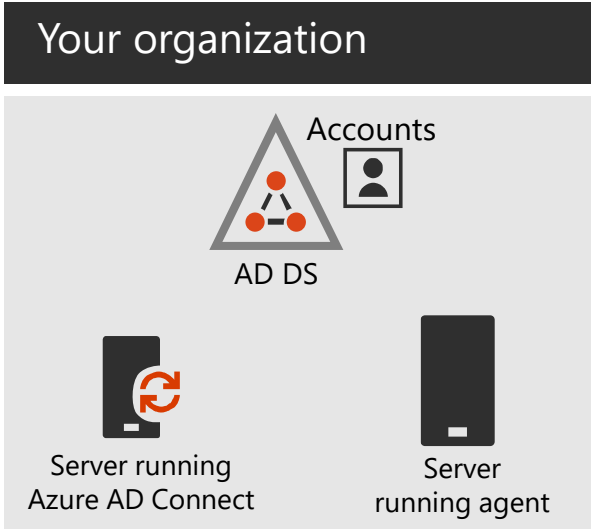 Your organization
Accounts
AD DS
Server running
Azure AD Connect
Server
running agent